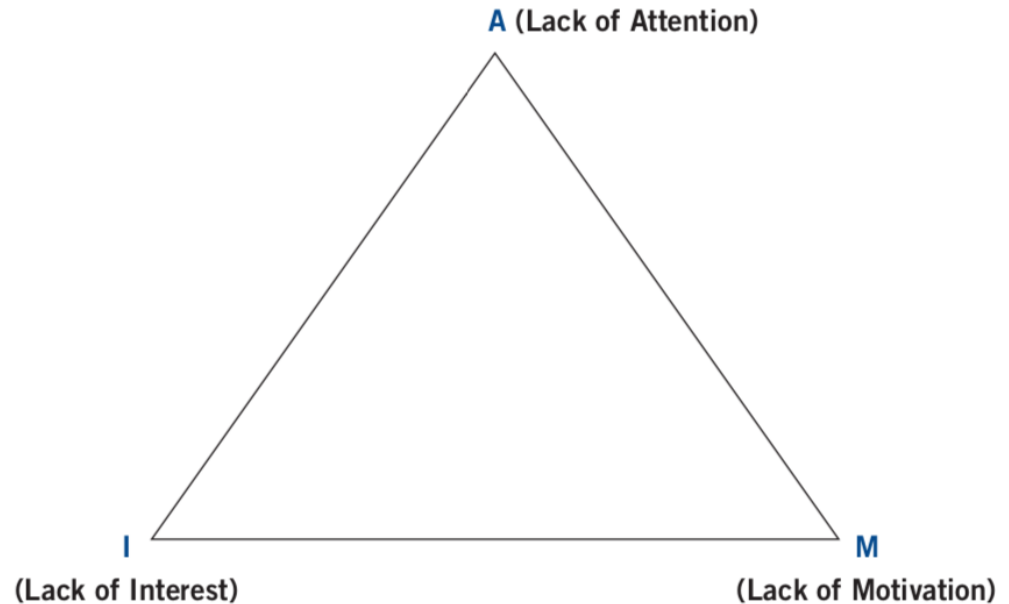 A (Lack of Attention)
I
M
(Lack of Interest)
(Lack of Motivation)